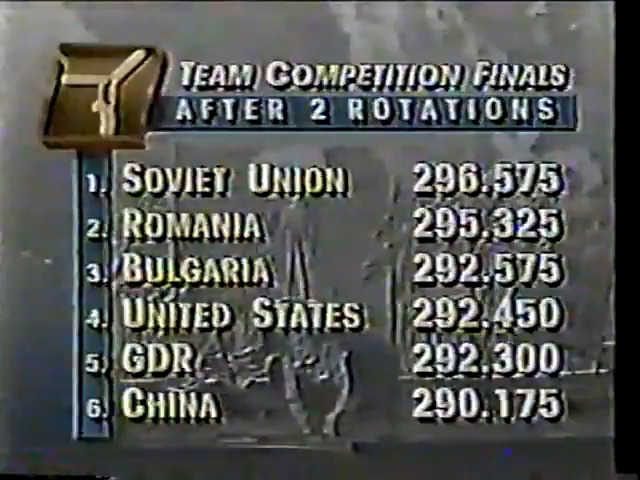 TEAM COMPETITION FINALS
AFTER 2 ROTATIONS
1. SOVIET UNION 296.575
2. ROMANIA 295.325
3. BULGARIA 292.575
4. UNITED STATES 292.450
5. GDR 292.300
6. CHINA 290.175